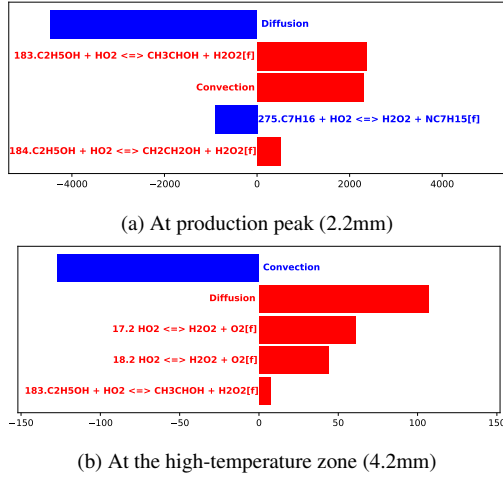 Diffusion
183.C2H5OH + HO2 <=> CH3CHOH + H2O2[f]
Convection
275.C7H16 + HO2 <=> H2O2 + NC7H15[f]
184.C2H5OH + HO2 <=> CH2CH2OH + H2O2[f]
−4000 −2000 0 2000 4000
(a) At production peak (2.2mm)
Convection
Diffusion
17.2 HO2 <=> H2O2 + O2[f]
18.2 HO2 <=> H2O2 + O2[f]
183.C2H5OH + HO2 <=> CH3CHOH + H2O2[f]
−150 −100 −50 0 50 100 150
(b) At the high-temperature zone (4.2mm)